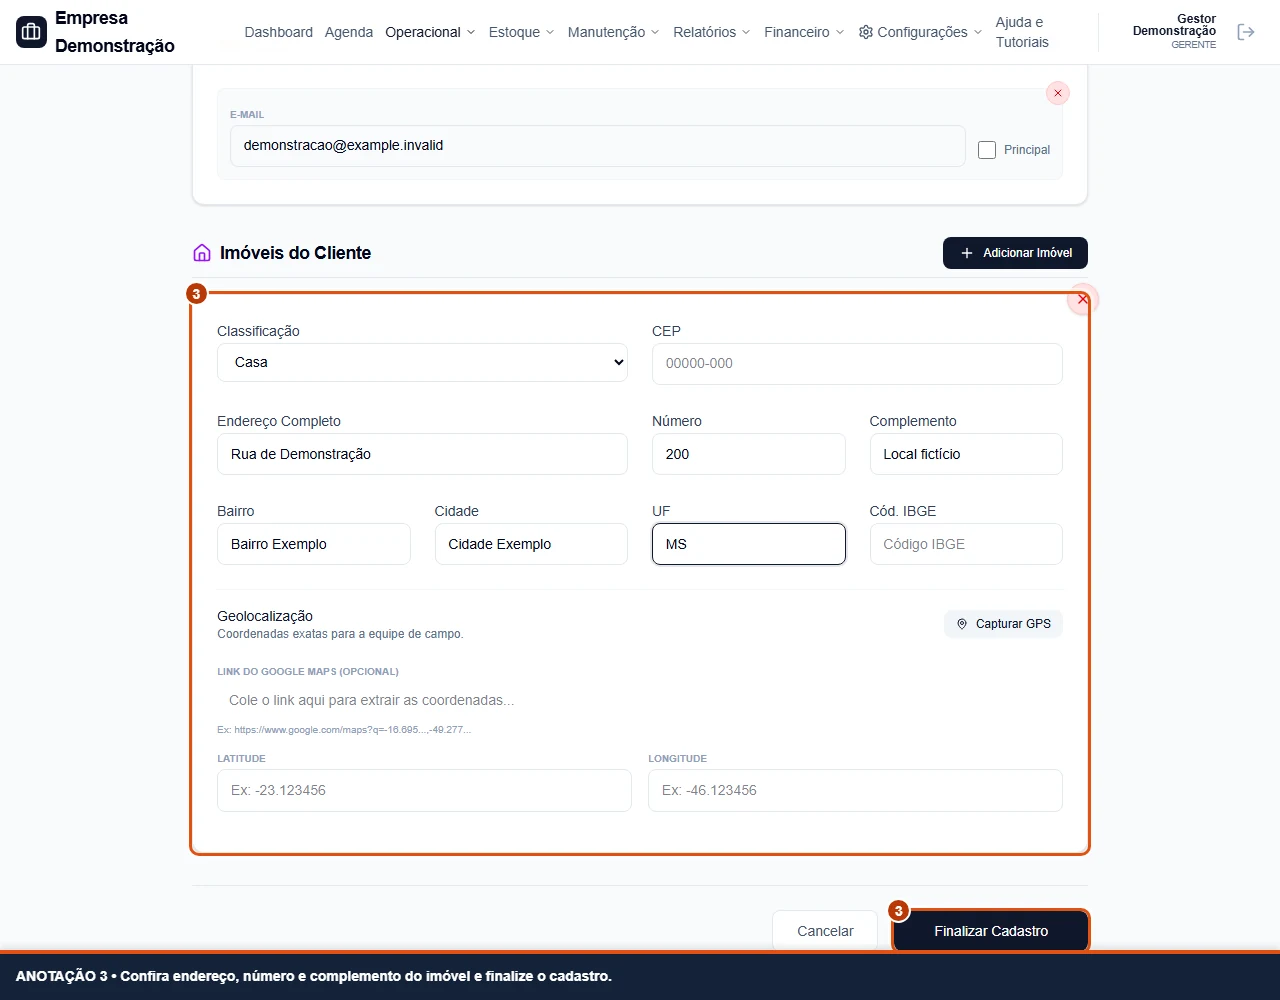 Empresa
Demonstração
Dashboard Agenda Operacional Estoque Manutenção Relatórios Financeiro Configurações Ajuda e
Tutoriais
Gestor
Demonstração
GERENTE
E-MAIL
demonstracao@example.invalid
Principal
Imóveis do Cliente
Adicionar Imóvel
3
Classificação CEP
Casa 00000-000
Endereço Completo Número Complemento
Rua de Demonstração 200 Local fictício
Bairro Cidade UF Cód. IBGE
Bairro Exemplo Cidade Exemplo MS Código IBGE
Geolocalização
Coordenadas exatas para a equipe de campo.
Capturar GPS
LINK DO GOOGLE MAPS (OPCIONAL)
Cole o link aqui para extrair as coordenadas...
Ex: https://www.google.com/maps?q=-16.695...,-49.277...
LATITUDE LONGITUDE
Ex: -23.123456 Ex: -46.123456
3
Cancelar Finalizar Cadastro
ANOTAÇÃO 3 • Confira endereço, número e complemento do imóvel e finalize o cadastro.